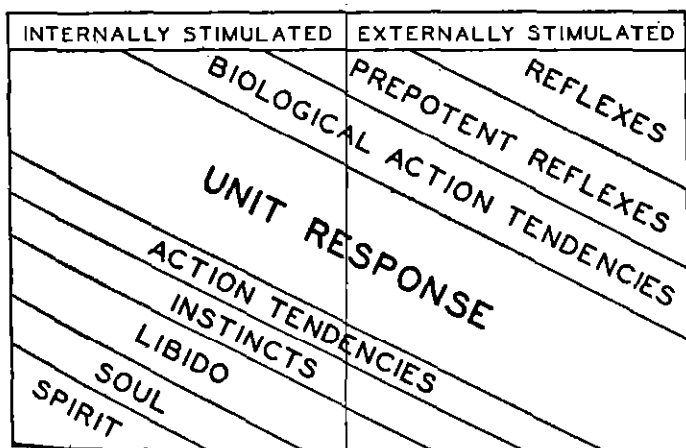 INTERNALLY STIMULATED EXTERNALLY STIMULATED
REFLEXES
PREPOTENT REFLEXES
BIOLOGICAL ACTION TENDENCIES
UNIT RESPONSE
ACTION TENDENCIES
INSTINCTS
LIBIDO
SOUL
SPIRIT